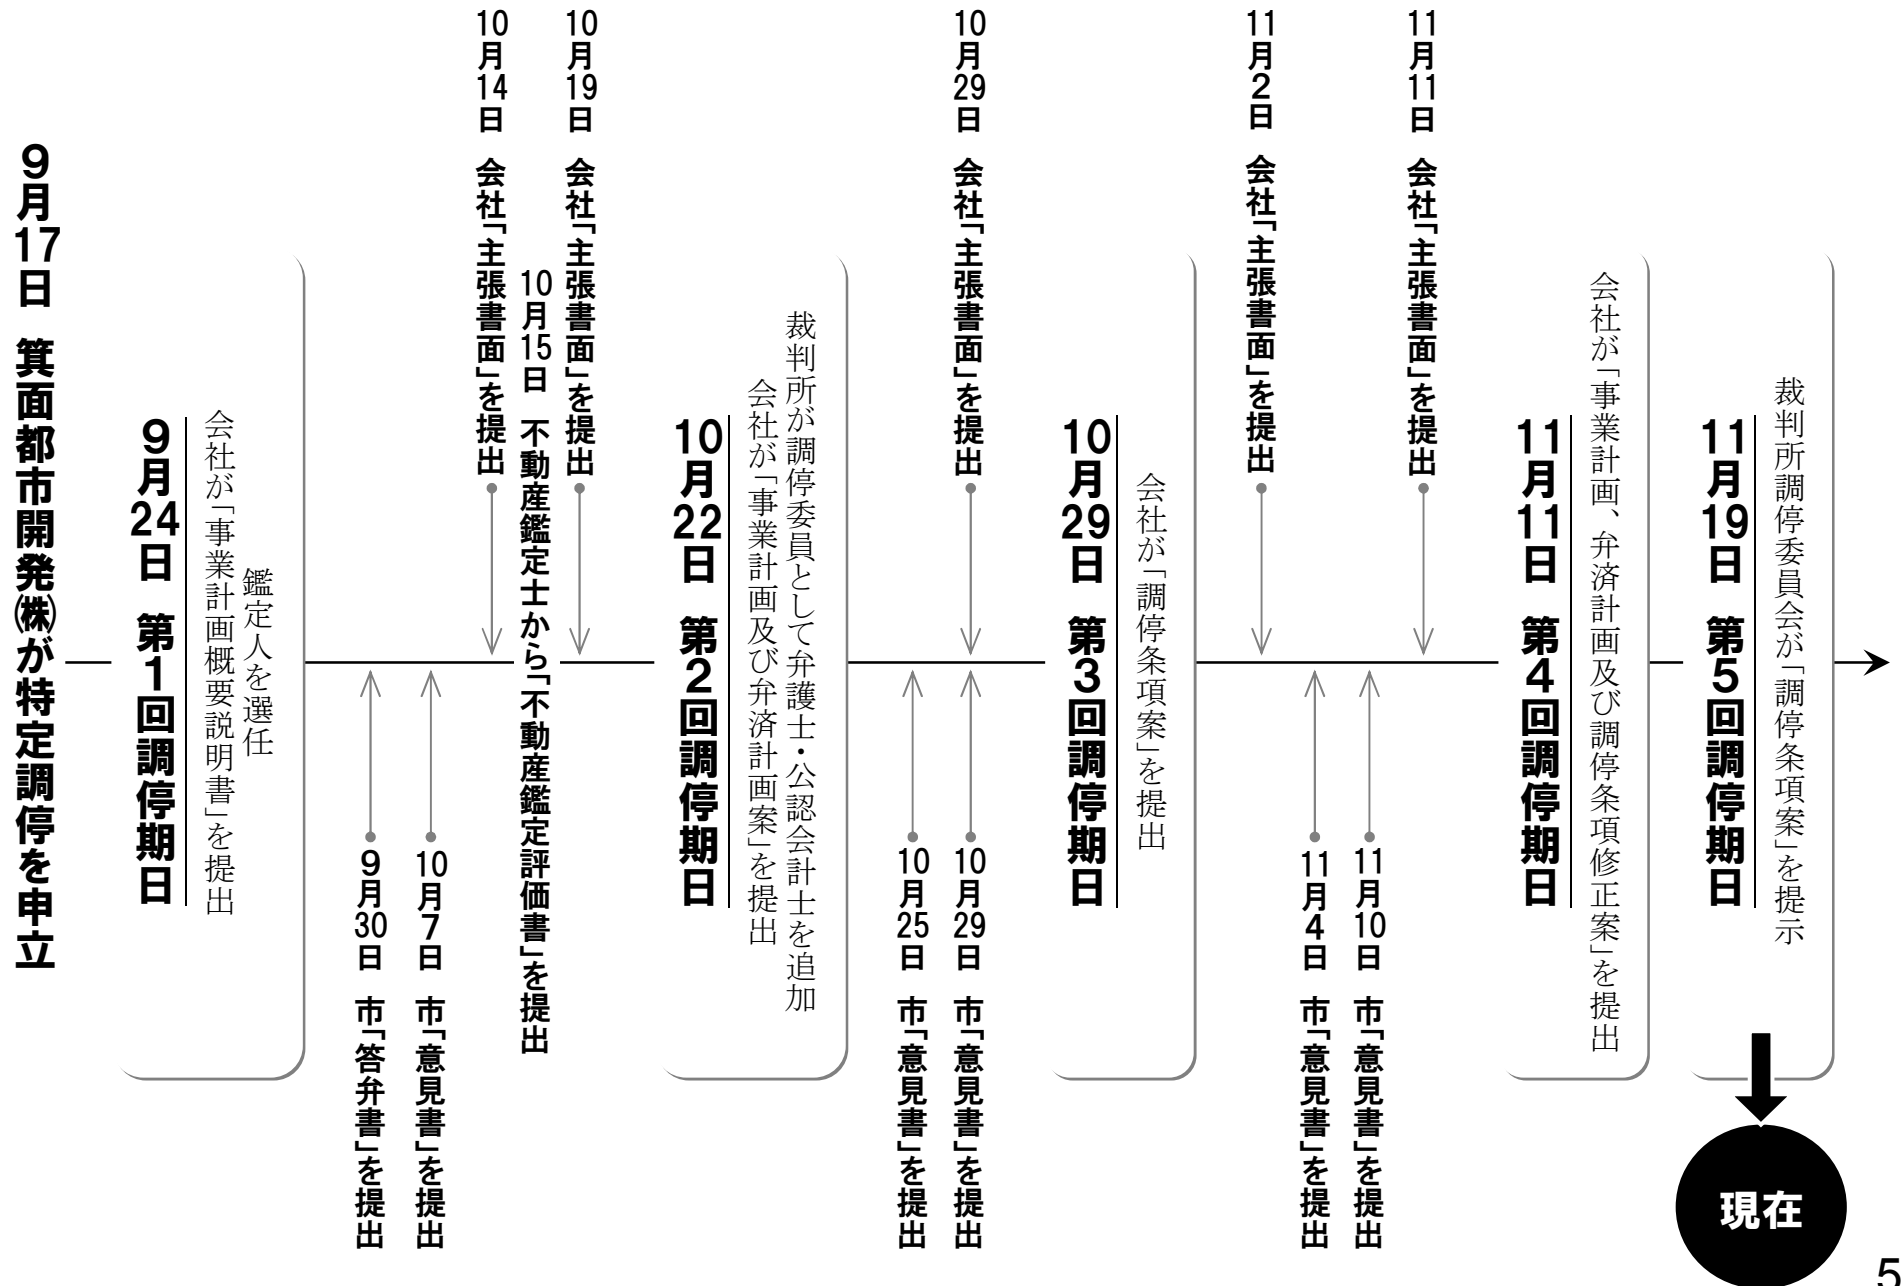 ９月17日　箕面都市開発㈱が特定調停を申立
９月24日　第１回調停期日
会社が「事業計画概要説明書」を提出
鑑定人を選任
９月30日　市「答弁書」を提出
10月７日　市「意見書」を提出
10月14日　会社「主張書面」を提出
10月15日　不動産鑑定士から「不動産鑑定評価書」を提出
10月19日　会社「主張書面」を提出
10月22日　第２回調停期日
裁判所が調停委員として弁護士・公認会計士を追加
会社が「事業計画及び弁済計画案」を提出
10月25日　市「意見書」を提出
10月29日　会社「主張書面」を提出
10月29日　市「意見書」を提出
10月29日　第３回調停期日
会社が「調停条項案」を提出
11月２日　会社「主張書面」を提出
11月４日　市「意見書」を提出
11月10日　市「意見書」を提出
11月11日　会社「主張書面」を提出
11月11日　第４回調停期日
会社が「事業計画、弁済計画及び調停条項修正案」を提出
11月19日　第５回調停期日
裁判所調停委員会が「調停条項案」を提示
現在
5